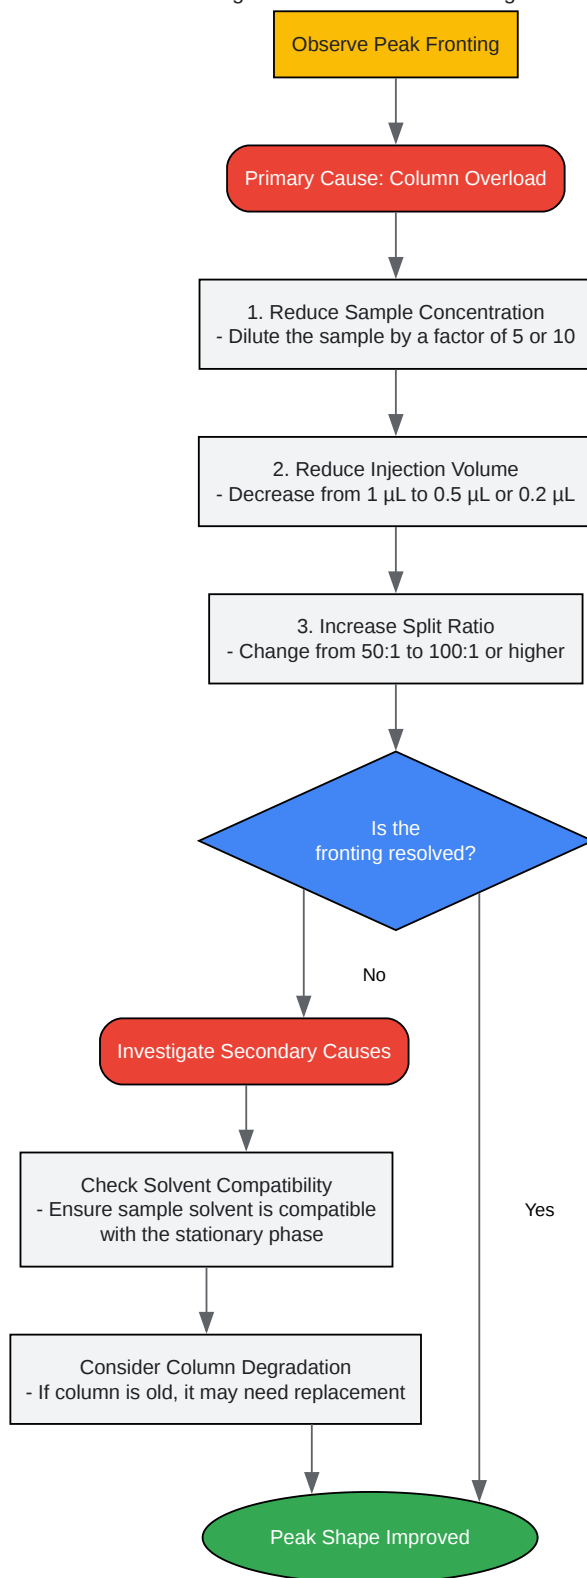 Observe Peak Fronting
Primary Cause: Column Overload
1. Reduce Sample Concentration
- Dilute the sample by a factor of 5 or 10
2. Reduce Injection Volume
- Decrease from 1 µL to 0.5 µL or 0.2 µL
3. Increase Split Ratio
- Change from 50:1 to 100:1 or higher
Is the
fronting resolved?
No
Investigate Secondary Causes
Check Solvent Compatibility
- Ensure sample solvent is compatible
with the stationary phase
Yes
Consider Column Degradation
- If column is old, it may need replacement
Peak Shape Improved